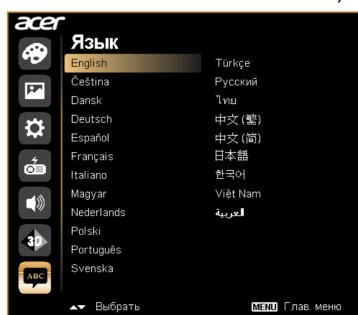 acer
Язык
English Türkçe
Čeština Русский
Dansk ไทย
Deutsch 中文 (繁)
Español 中文 (简)
Français 日本語
Italiano 한국어
Magyar Việt Nam
Nederlands العربية
Polski
Português
Svenska
3D
ABC
▲▼ Выбрать MENU Глав. меню